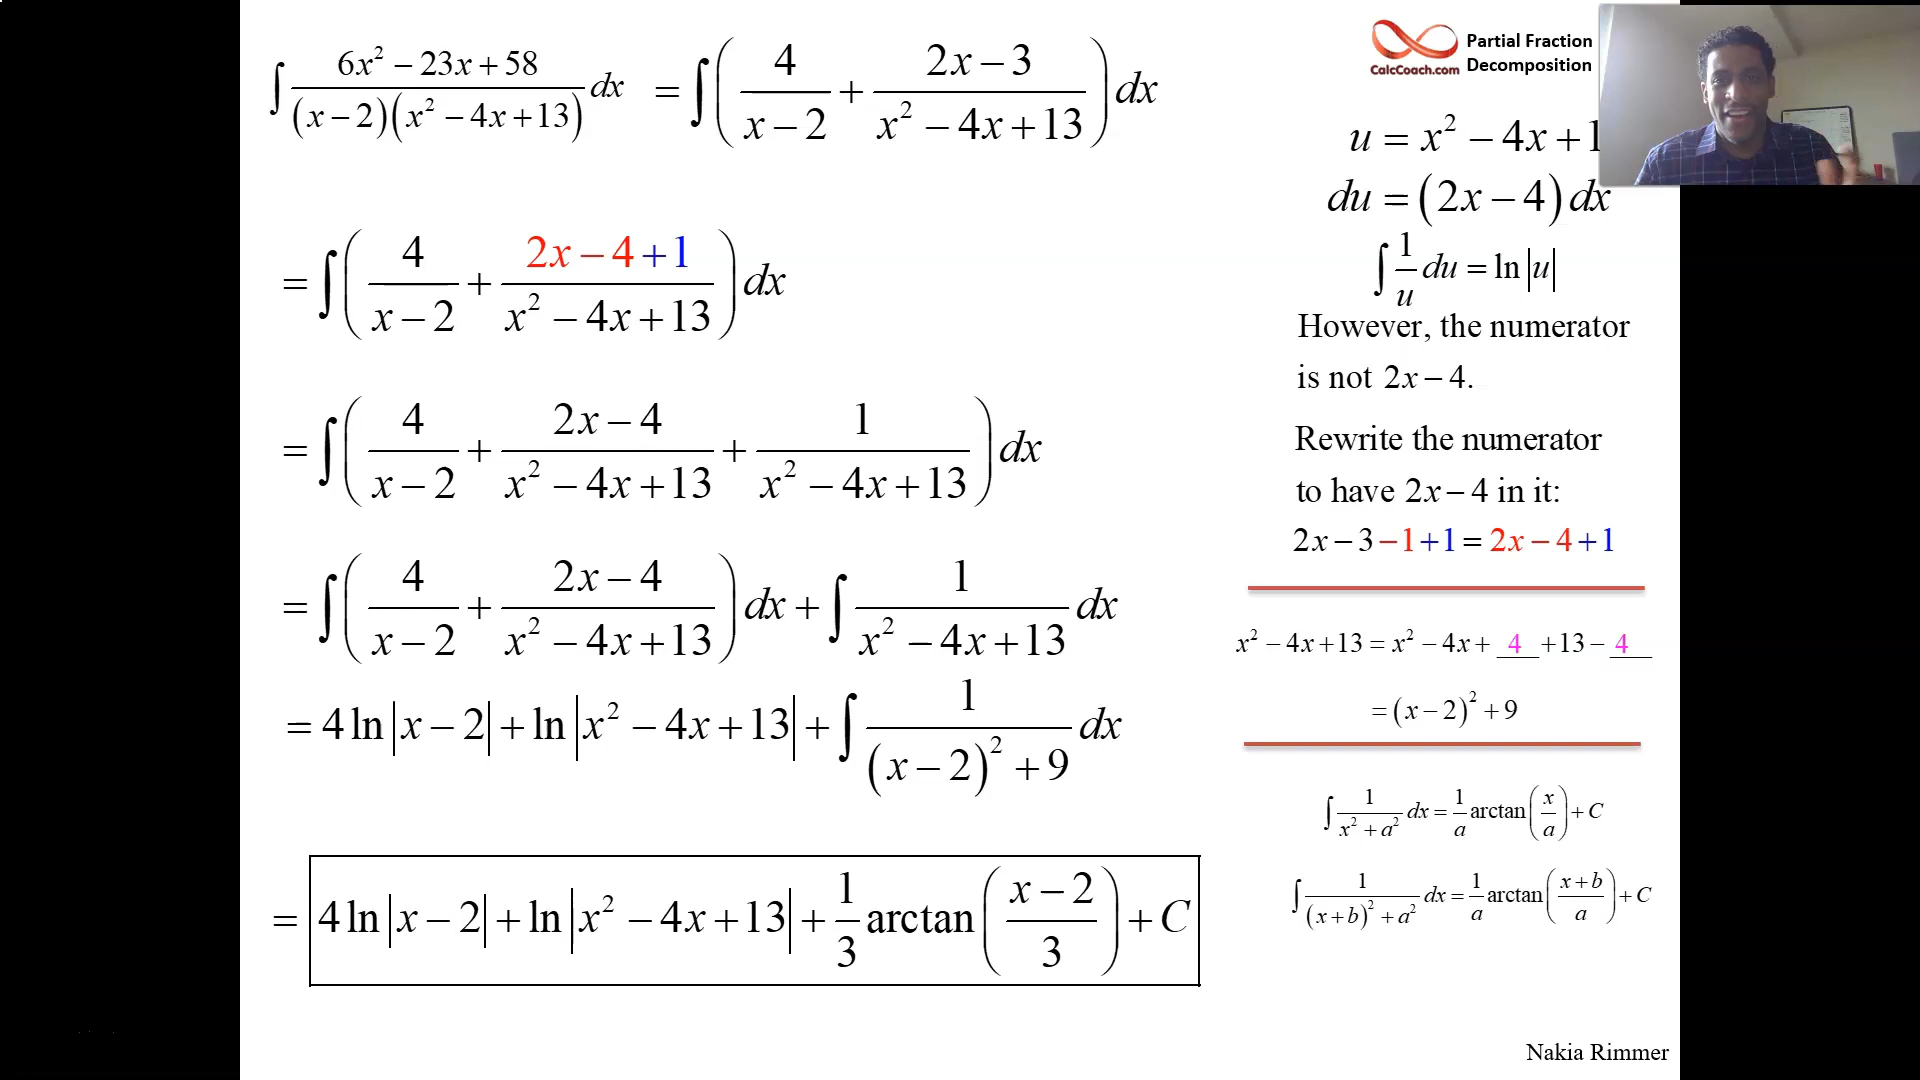 ∫ (6x² − 23x + 58)/((x − 2)(x² − 4x + 13)) dx = ∫ (4/(x − 2) + (2x − 3)/(x² − 4x + 13)) dx
= ∫ (4/(x − 2) + (2x − 4 + 1)/(x² − 4x + 13)) dx
= ∫ (4/(x − 2) + (2x − 4)/(x² − 4x + 13) + 1/(x² − 4x + 13)) dx
= ∫ (4/(x − 2) + (2x − 4)/(x² − 4x + 13)) dx + ∫ 1/(x² − 4x + 13) dx
= 4 ln|x − 2| + ln|x² − 4x + 13| + ∫ 1/((x − 2)² + 9) dx
= 4 ln|x − 2| + ln|x² − 4x + 13| + 1/3 arctan((x − 2)/3) + C
CalcCoach.com
Partial Fraction
Decomposition
u = x² − 4x + 1
du = (2x − 4) dx
∫ 1/u du = ln|u|
However, the numerator
is not 2x − 4.
Rewrite the numerator
to have 2x − 4 in it:
2x − 3 − 1 + 1 = 2x − 4 + 1
x² − 4x + 13 = x² − 4x + 4 + 13 − 4
= (x − 2)² + 9
∫ 1/(x² + a²) dx = 1/a arctan(x/a) + C
∫ 1/((x + b)² + a²) dx = 1/a arctan((x + b)/a) + C
Nakia Rimmer